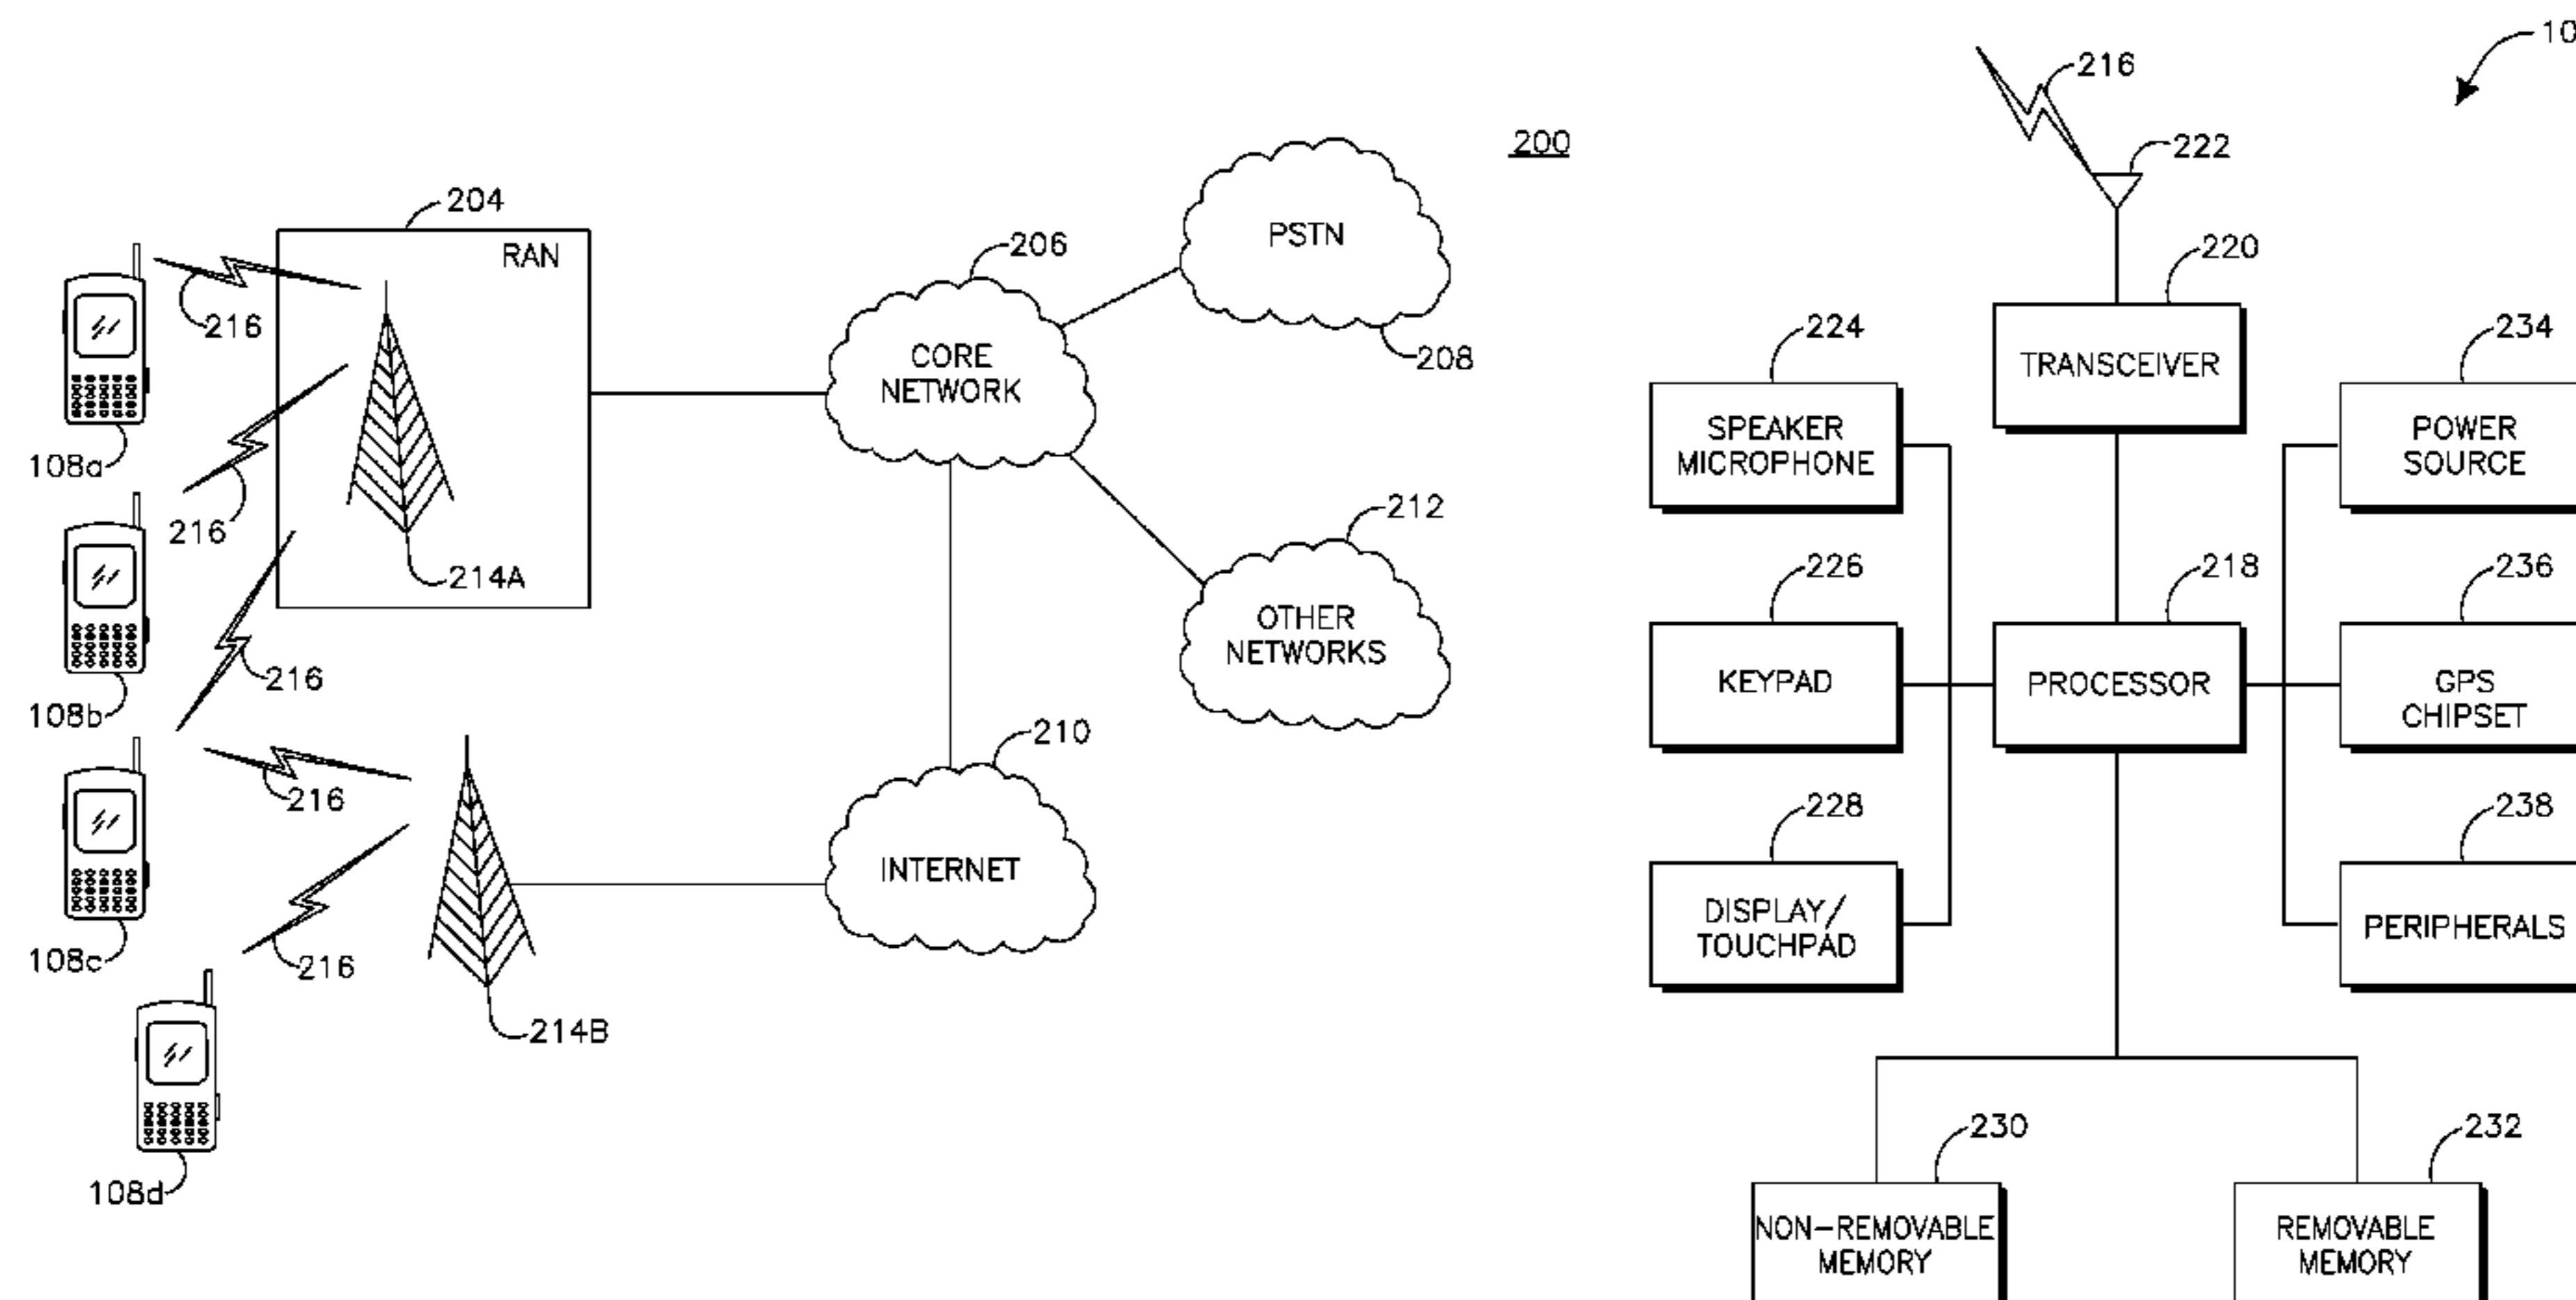 200
204
RAN
216
108a
216
214A
108b
216
108c
216
216
214B
108d
206
CORE
NETWORK
PSTN
208
212
OTHER
NETWORKS
210
INTERNET
10
216
222
220
TRANSCEIVER
224
SPEAKER
MICROPHONE
226
KEYPAD
228
DISPLAY/
TOUCHPAD
218
PROCESSOR
234
POWER
SOURCE
236
GPS
CHIPSET
238
PERIPHERALS
230
NON-REMOVABLE
MEMORY
232
REMOVABLE
MEMORY